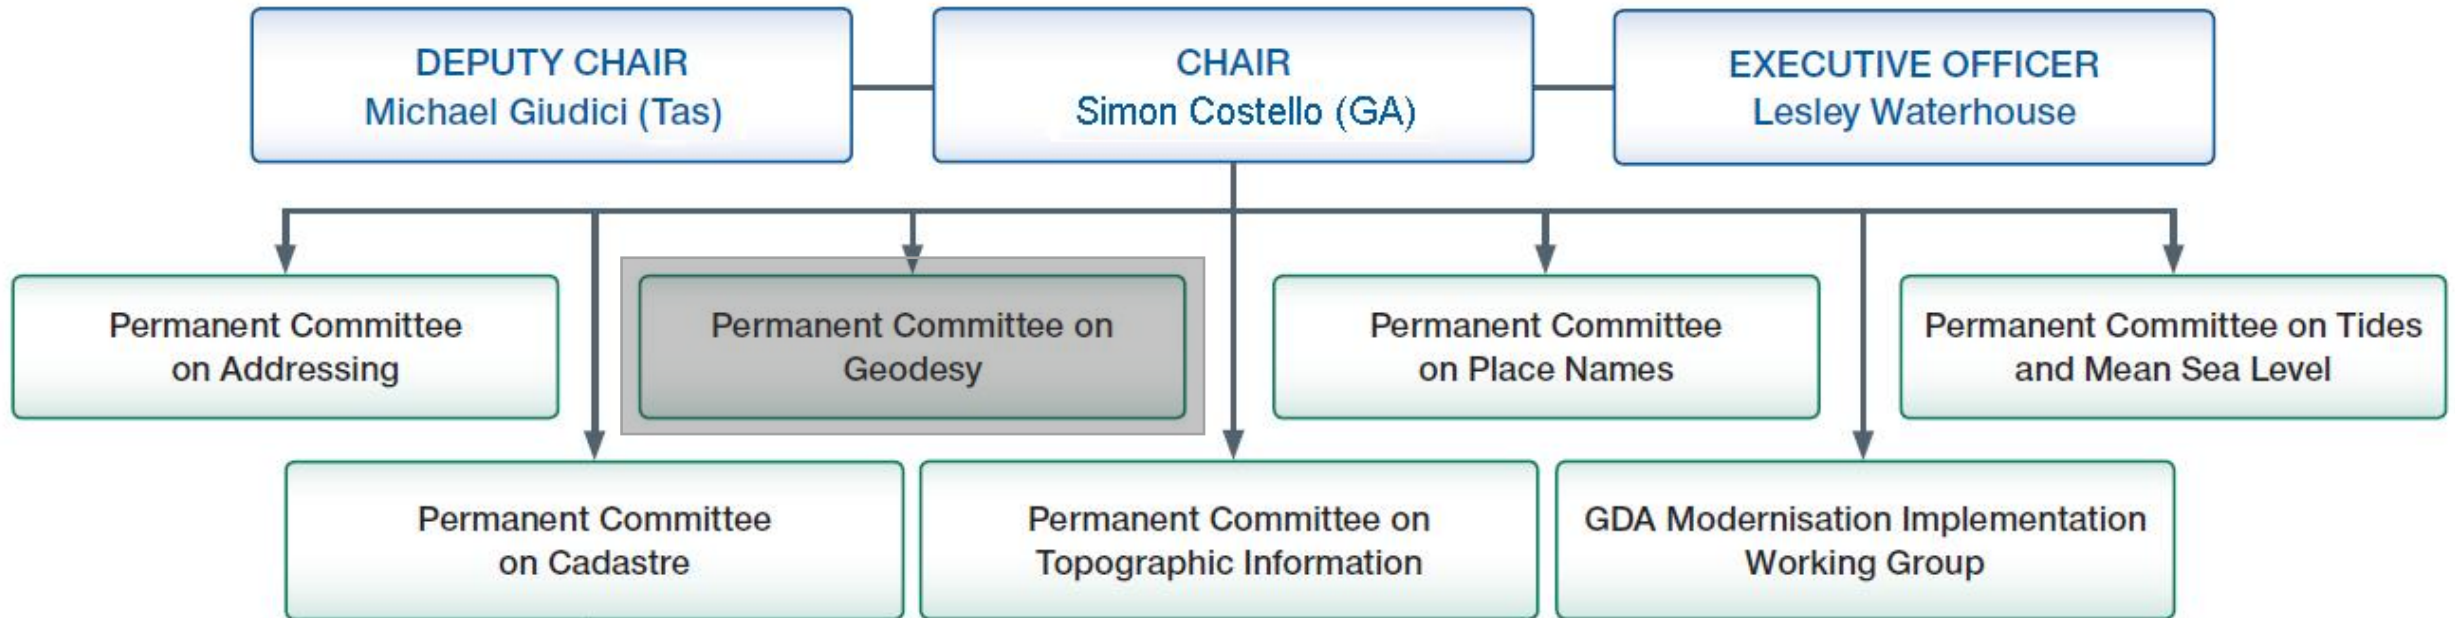 DEPUTY CHAIR
Michael Giudici (Tas)
CHAIR
Simon Costello (GA)
EXECUTIVE OFFICER
Lesley Waterhouse
Permanent Committee
on Addressing
Permanent Committee on
Geodesy
Permanent Committee
on Place Names
Permanent Committee on Tides
and Mean Sea Level
Permanent Committee
on Cadastre
Permanent Committee on
Topographic Information
GDA Modernisation Implementation
Working Group